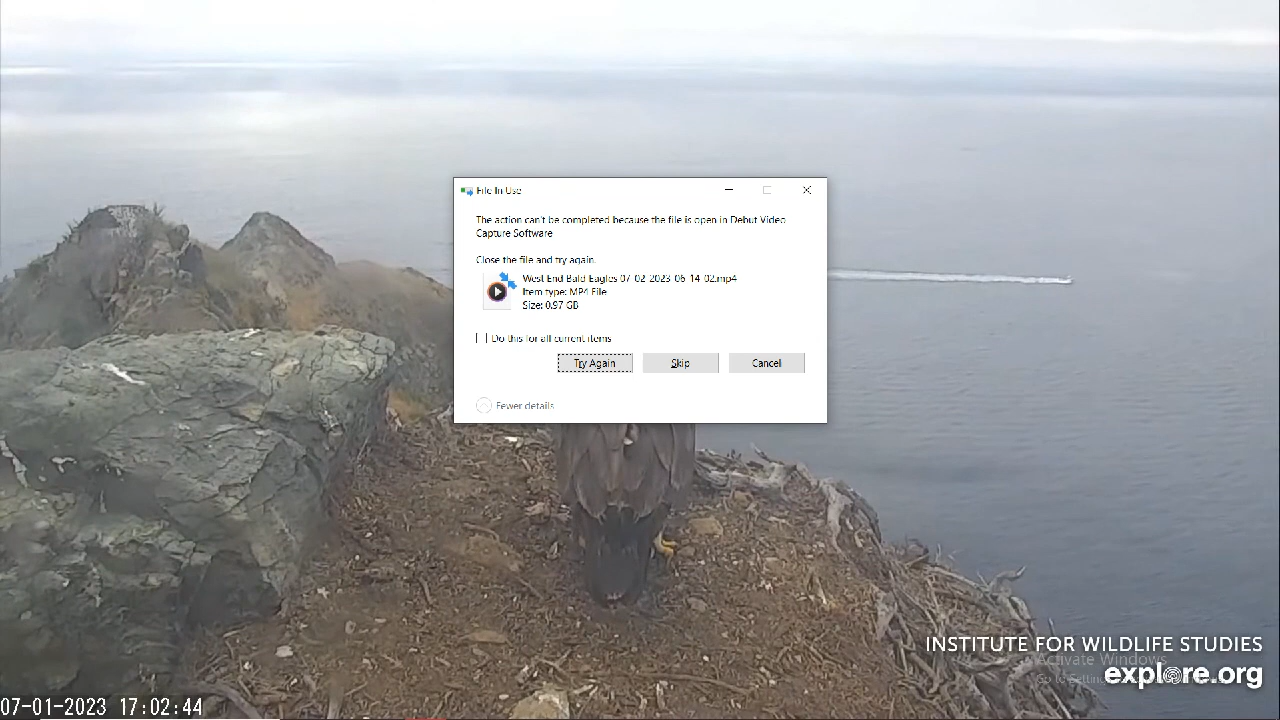 File In Use
The action can't be completed because the file is open in Debut Video
Capture Software
Close the file and try again.
West End Bald Eagles 07-02-2023-06-14-02.mp4
Item type: MP4 File
Size: 0.97 GB
Do this for all current items
Try Again Skip Cancel
Fewer details
INSTITUTE FOR WILDLIFE STUDIES
Activate Windows
explore.org
07-01-2023 17:02:44